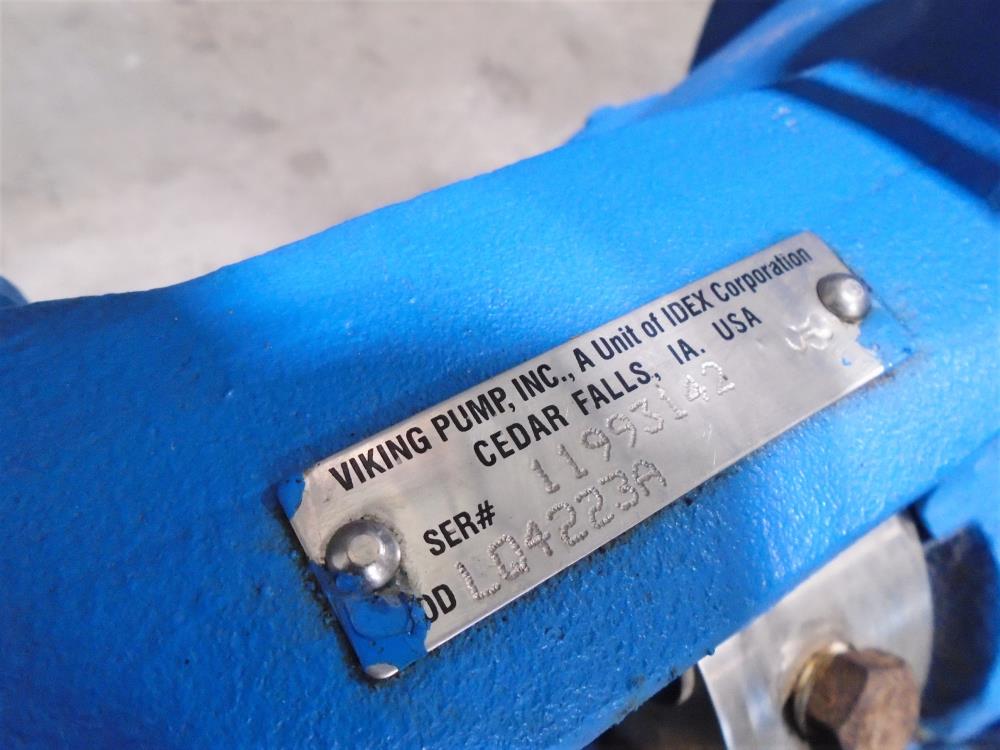 VIKING PUMP, INC., A Unit of IDEX Corporation
CEDAR FALLS, IA. USA
SER# 11993142
OD LQ4223A